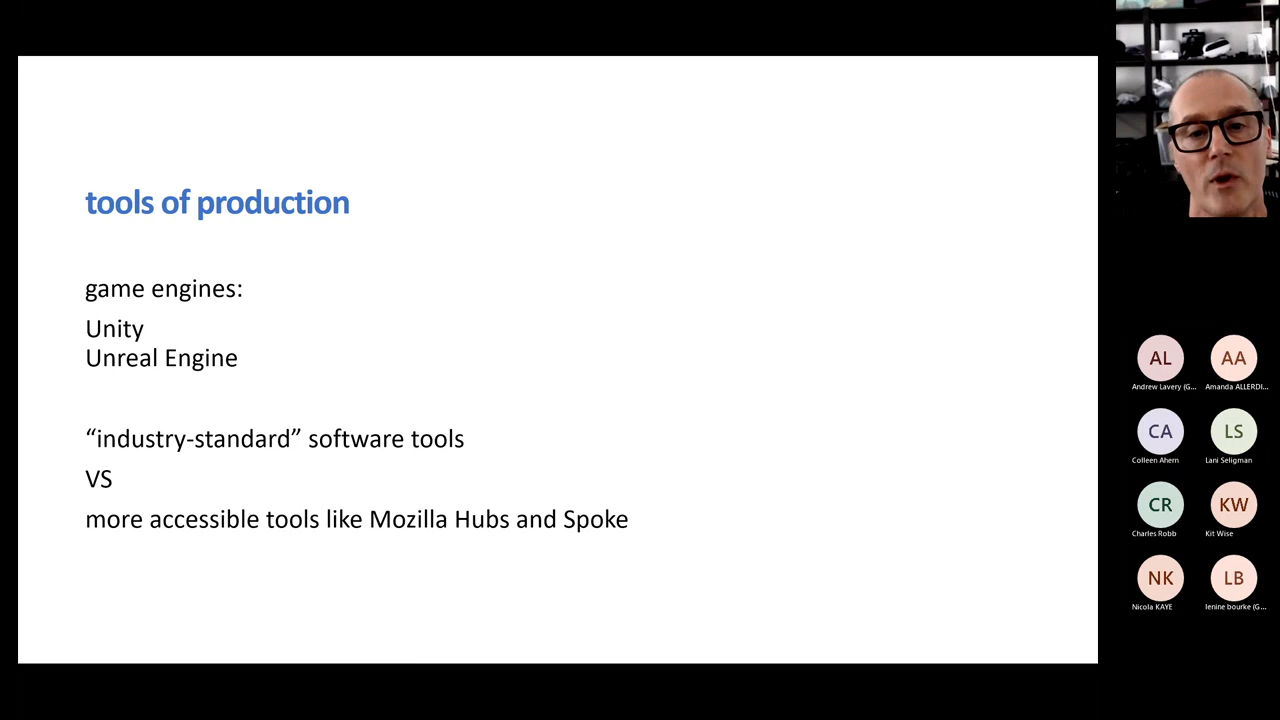 tools of production
game engines:
Unity
Unreal Engine
“industry-standard” software tools
VS
more accessible tools like Mozilla Hubs and Spoke
AL
AA
Andrew Lavery (G...
Amanda ALLERDI...
CA
LS
Colleen Ahern
Lani Seligman
CR
KW
Charles Robb
Kit Wise
NK
LB
Nicola KAYE
lenine bourke (G...